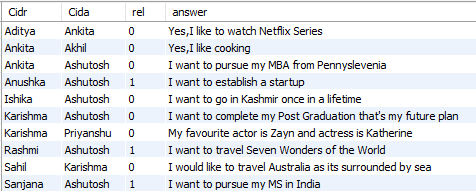 Cidr Cida rel answer
Aditya Ankita 0 Yes,I like to watch Netflix Series
Ankita Akhil 0 Yes,I like cooking
Ankita Ashutosh 0 I want to pursue my MBA from Pennyslevenia
Anushka Ashutosh 1 I want to establish a startup
Ishika Ashutosh 0 I want to go in Kashmir once in a lifetime
Karishma Ashutosh 0 I want to complete my Post Graduation that's my future plan
Karishma Priyanshu 0 My favourite actor is Zayn and actress is Katherine
Rashmi Ashutosh 1 I want to travel Seven Wonders of the World
Sahil Karishma 0 I would like to travel Australia as its surrounded by sea
Sanjana Ashutosh 1 I want to pursue my MS in India